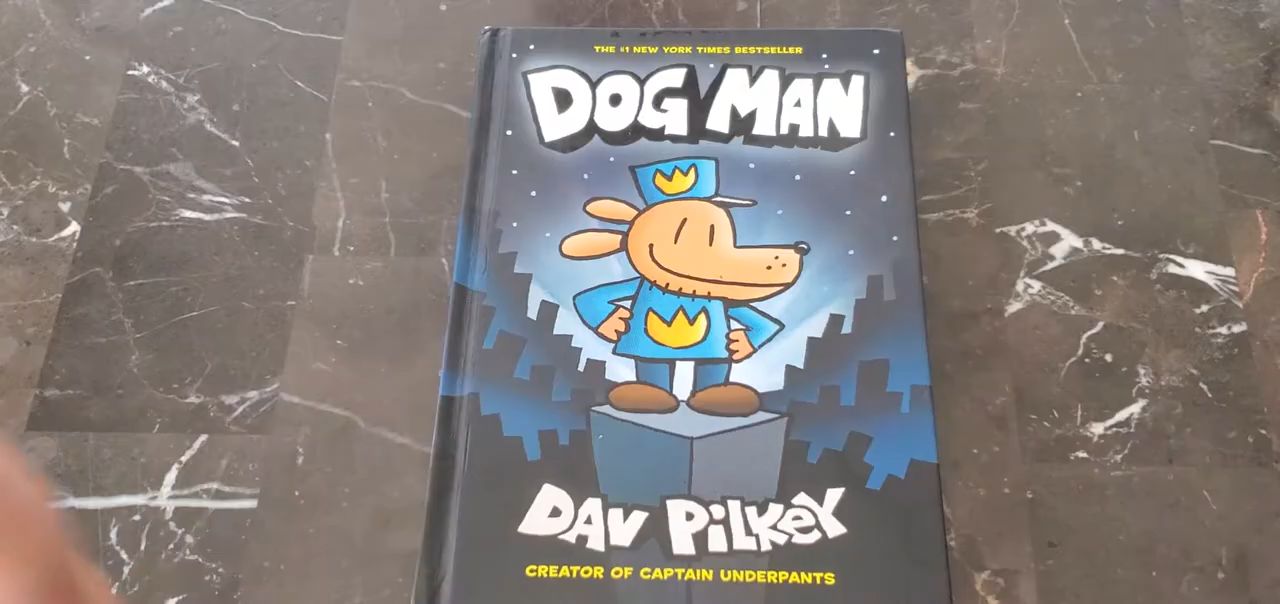 THE #1 NEW YORK TIMES BESTSELLER
DOG MAN
DAV PILKEY
CREATOR OF CAPTAIN UNDERPANTS